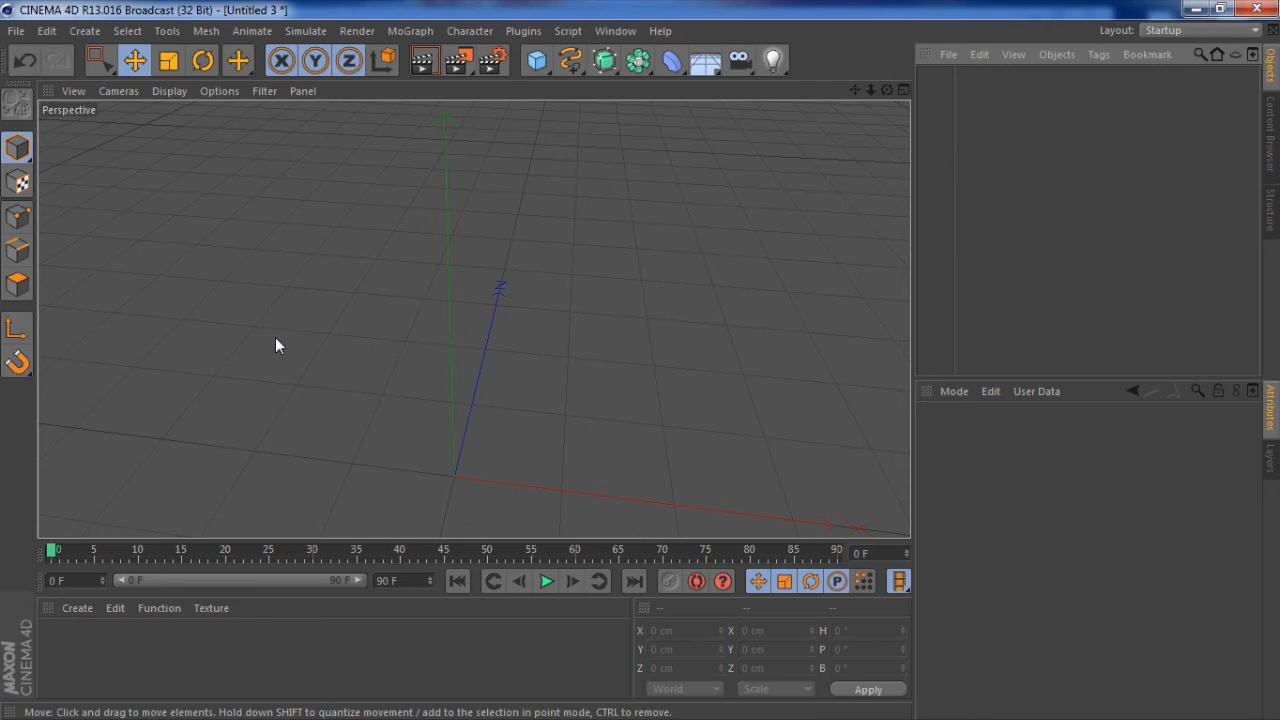 CINEMA 4D R13.016 Broadcast (32 Bit) - [Untitled 3 *]
File Edit Create Select Tools Mesh Animate Simulate Render MoGraph Character Plugins Script Window Help Layout: Startup
X Y Z
File Edit View Objects Tags Bookmark
View Cameras Display Options Filter Panel
Perspective
Objects
Content Browser
Structure
Z
X
Mode Edit User Data
Attributes
Layers
0 5 10 15 20 25 30 35 40 45 50 55 60 65 70 75 80 85 90 0 F
0 F 0 F 90 F 90 F P
Create Edit Function Texture
-- -- --
X 0 cm X 0 cm H 0 °
Y 0 cm Y 0 cm P 0 °
Z 0 cm Z 0 cm B 0 °
World Scale Apply
MAXON
CINEMA 4D
Move: Click and drag to move elements. Hold down SHIFT to quantize movement / add to the selection in point mode, CTRL to remove.